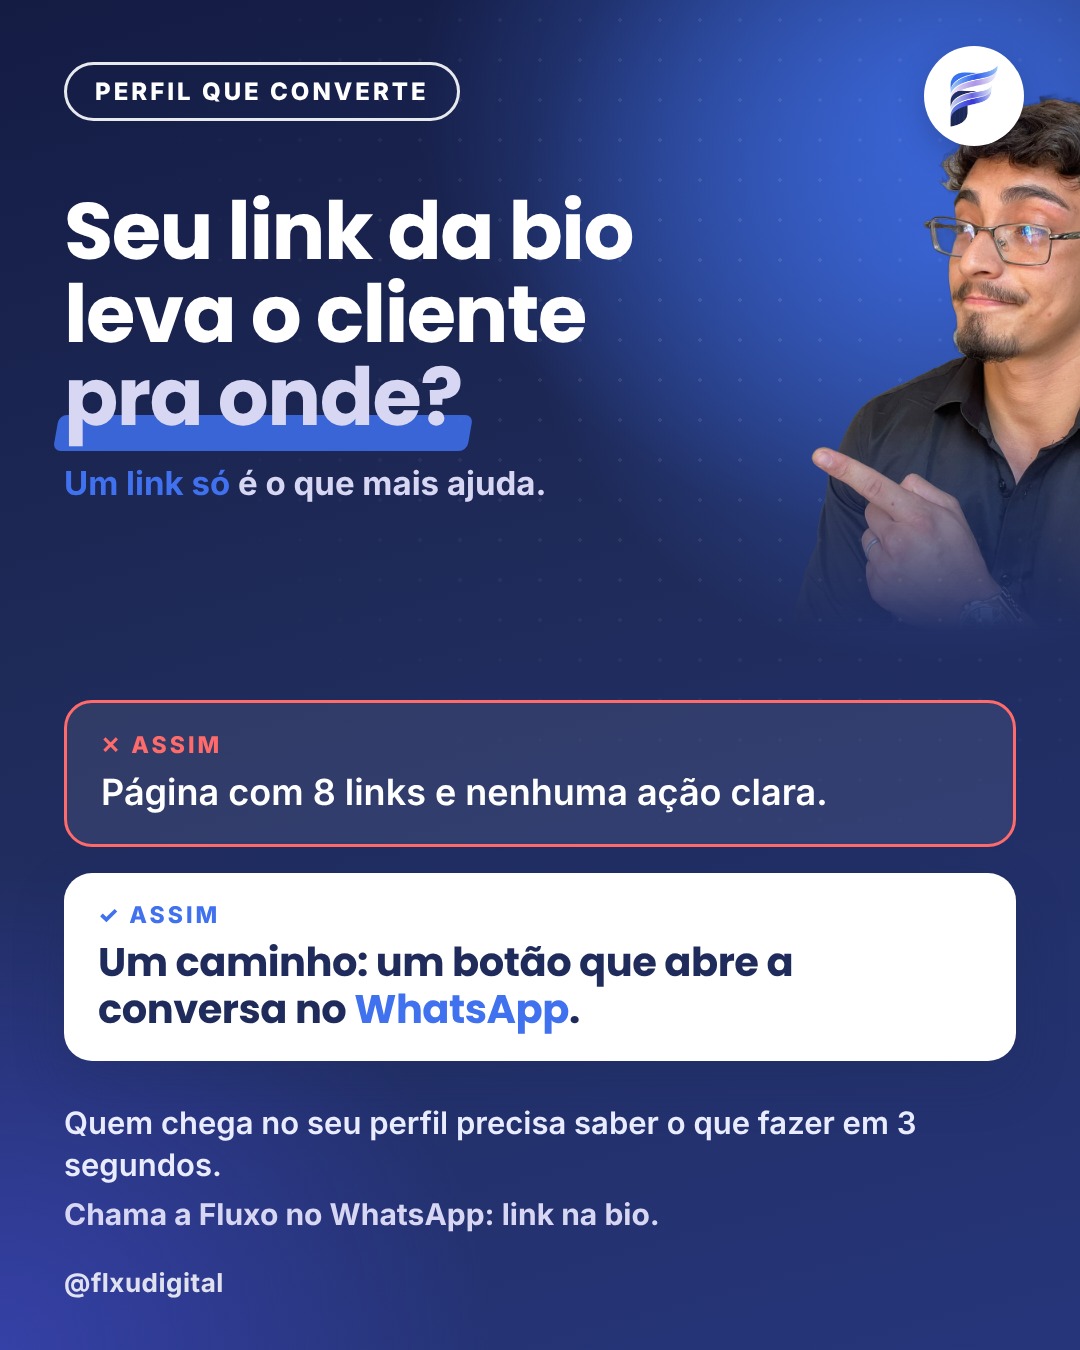 PERFIL QUE CONVERTE
Seu link da bio
leva o cliente
pra onde?
Um link só é o que mais ajuda.
✕ ASSIM
Página com 8 links e nenhuma ação clara.
✓ ASSIM
Um caminho: um botão que abre a
conversa no WhatsApp.
Quem chega no seu perfil precisa saber o que fazer em 3
segundos.
Chama a Fluxo no WhatsApp: link na bio.
@flxudigital